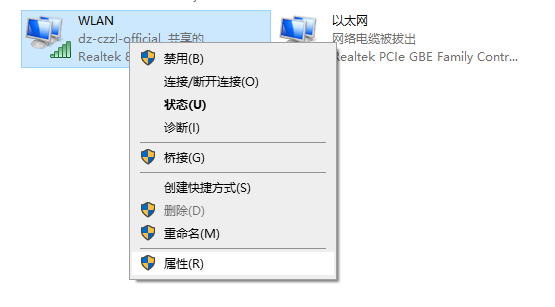 WLAN
dz-czzl-official 共享的
Realtek 8
以太网
网络电缆被拔出
Realtek PCIe GBE Family Contr...
禁用(B)
连接/断开连接(O)
状态(U)
诊断(I)
桥接(G)
创建快捷方式(S)
删除(D)
重命名(M)
属性(R)